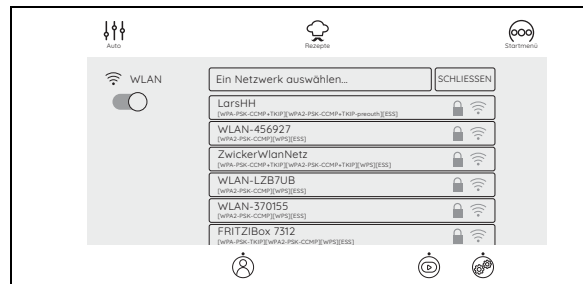 Auto
Rezepte
Startmenü
WLAN
Ein Netzwerk auswählen...
SCHLIESSEN
LarsHH
[WPA-PSK-CCMP+TKIP][WPA2-PSK-CCMP+TKIP-preauth][ESS]
WLAN-456927
[WPA2-PSK-CCMP][WPS][ESS]
ZwickerWlanNetz
[WPA-PSK-CCMP+TKIP][WPA2-PSK-CCMP+TKIP][WPS][ESS]
WLAN-LZB7UB
[WPA2-PSK-CCMP][WPS][ESS]
WLAN-370155
[WPA2-PSK-CCMP][WPS][ESS]
FRITZ!Box 7312
[WPA-PSK-TKIP][WPA2-PSK-CCMP][WPS][ESS]